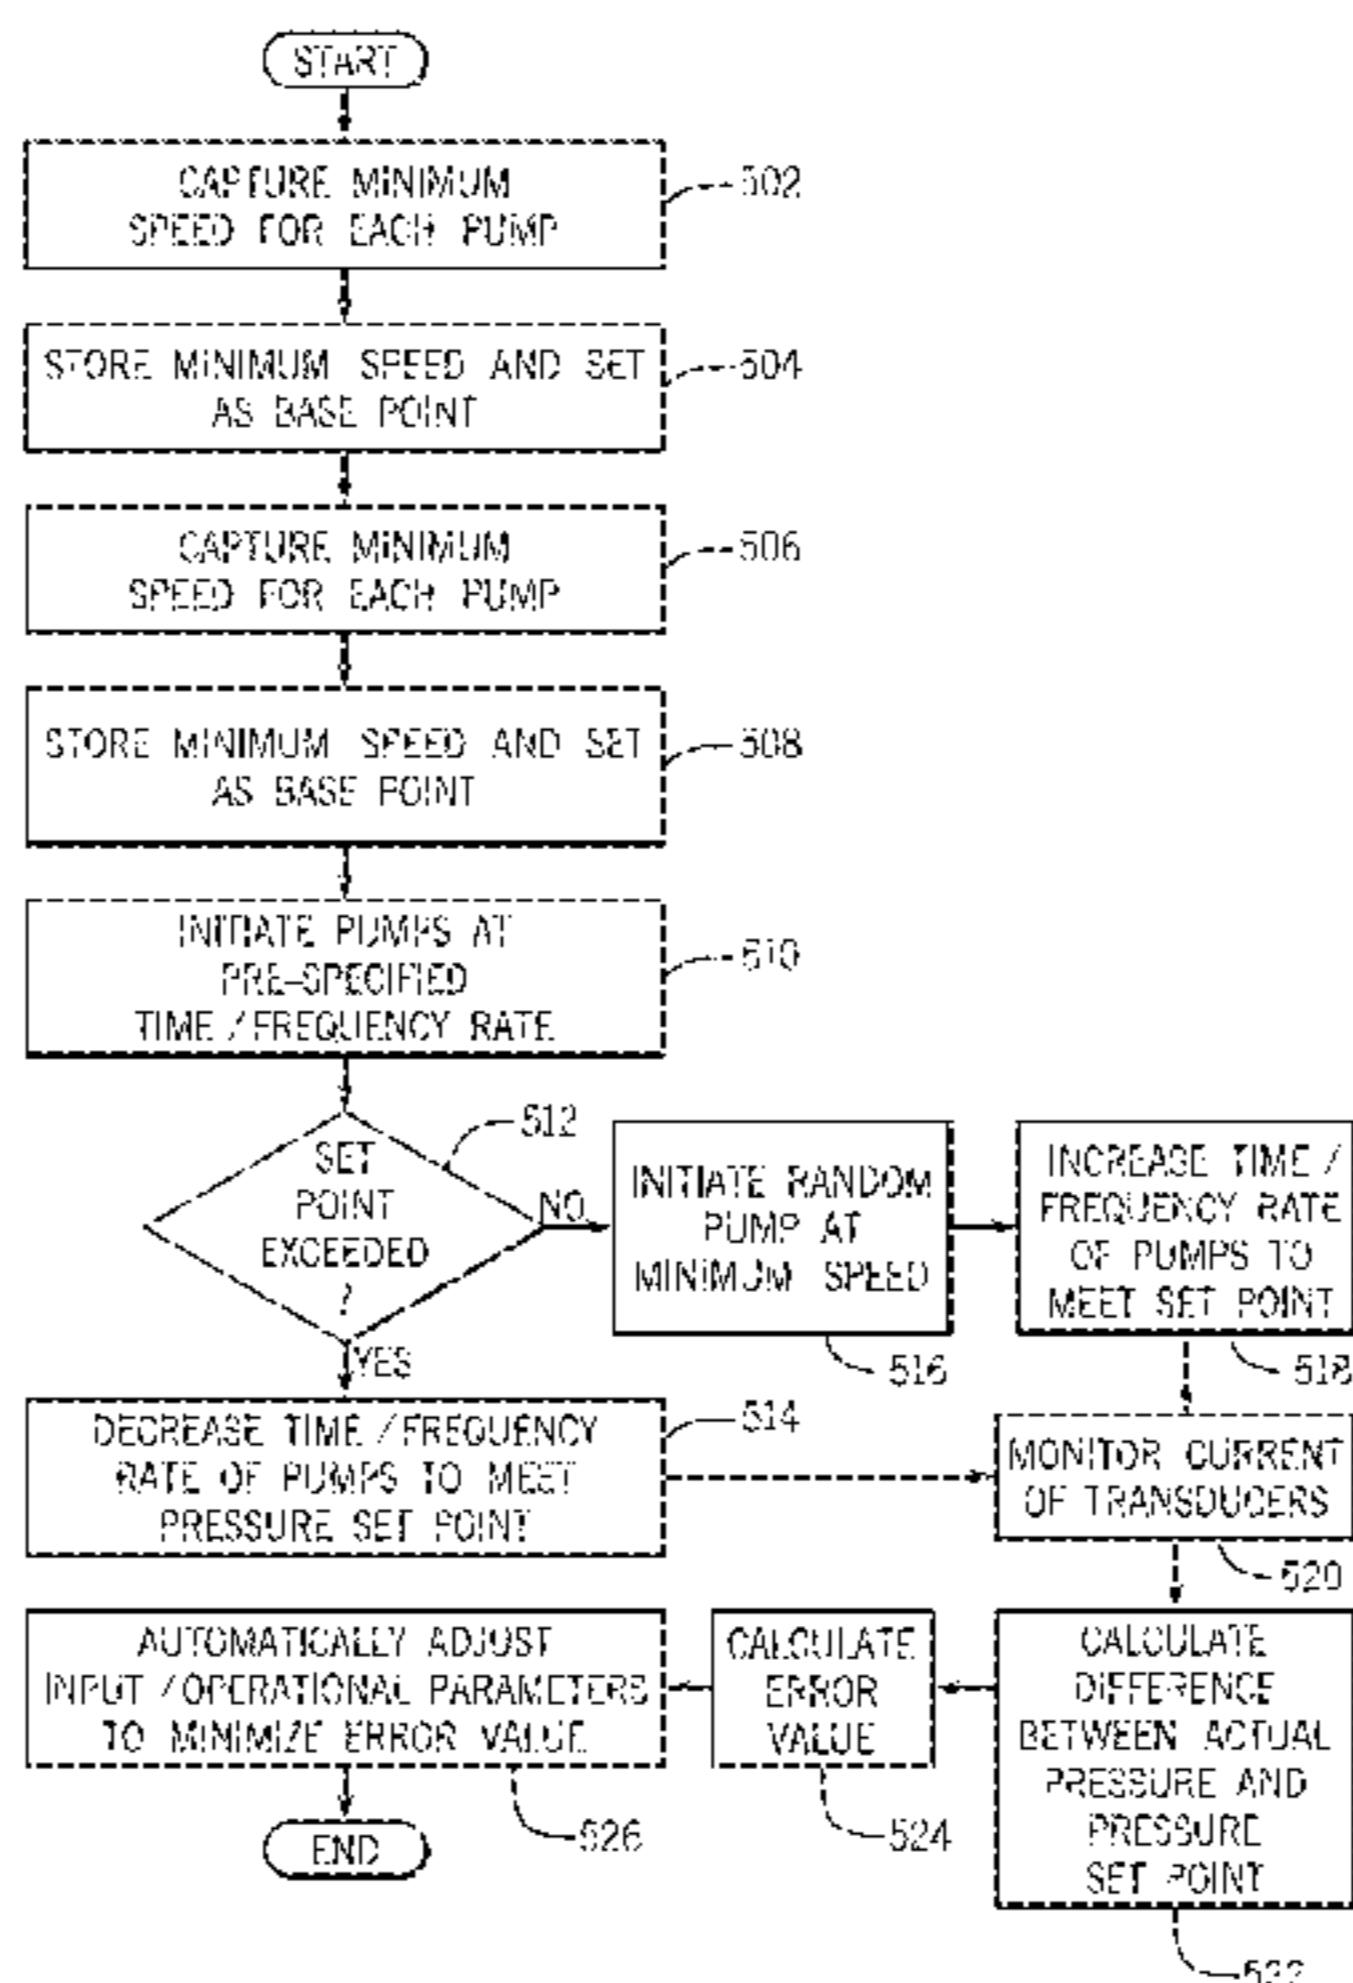 START
CAPTURE MINIMUM
SPEED FOR EACH PUMP
502
STORE MINIMUM SPEED AND SET
AS BASE POINT
504
CAPTURE MINIMUM
SPEED FOR EACH PUMP
506
STORE MINIMUM SPEED AND SET
AS BASE POINT
508
INITIATE PUMPS AT
PRE-SPECIFIED
TIME/FREQUENCY RATE
510
SET
POINT
EXCEEDED
?
512
NO
YES
INITIATE RANDOM
PUMP AT
MINIMUM SPEED
516
INCREASE TIME/
FREQUENCY RATE
OF PUMPS TO
MEET SET POINT
518
DECREASE TIME/FREQUENCY
RATE OF PUMPS TO MEET
PRESSURE SET POINT
514
MONITOR CURRENT
OF TRANSDUCERS
520
CALCULATE
DIFFERENCE
BETWEEN ACTUAL
PRESSURE AND
PRESSURE
SET POINT
522
CALCULATE
ERROR
VALUE
524
AUTOMATICALLY ADJUST
INPUT/OPERATIONAL PARAMETERS
TO MINIMIZE ERROR VALUE
526
END